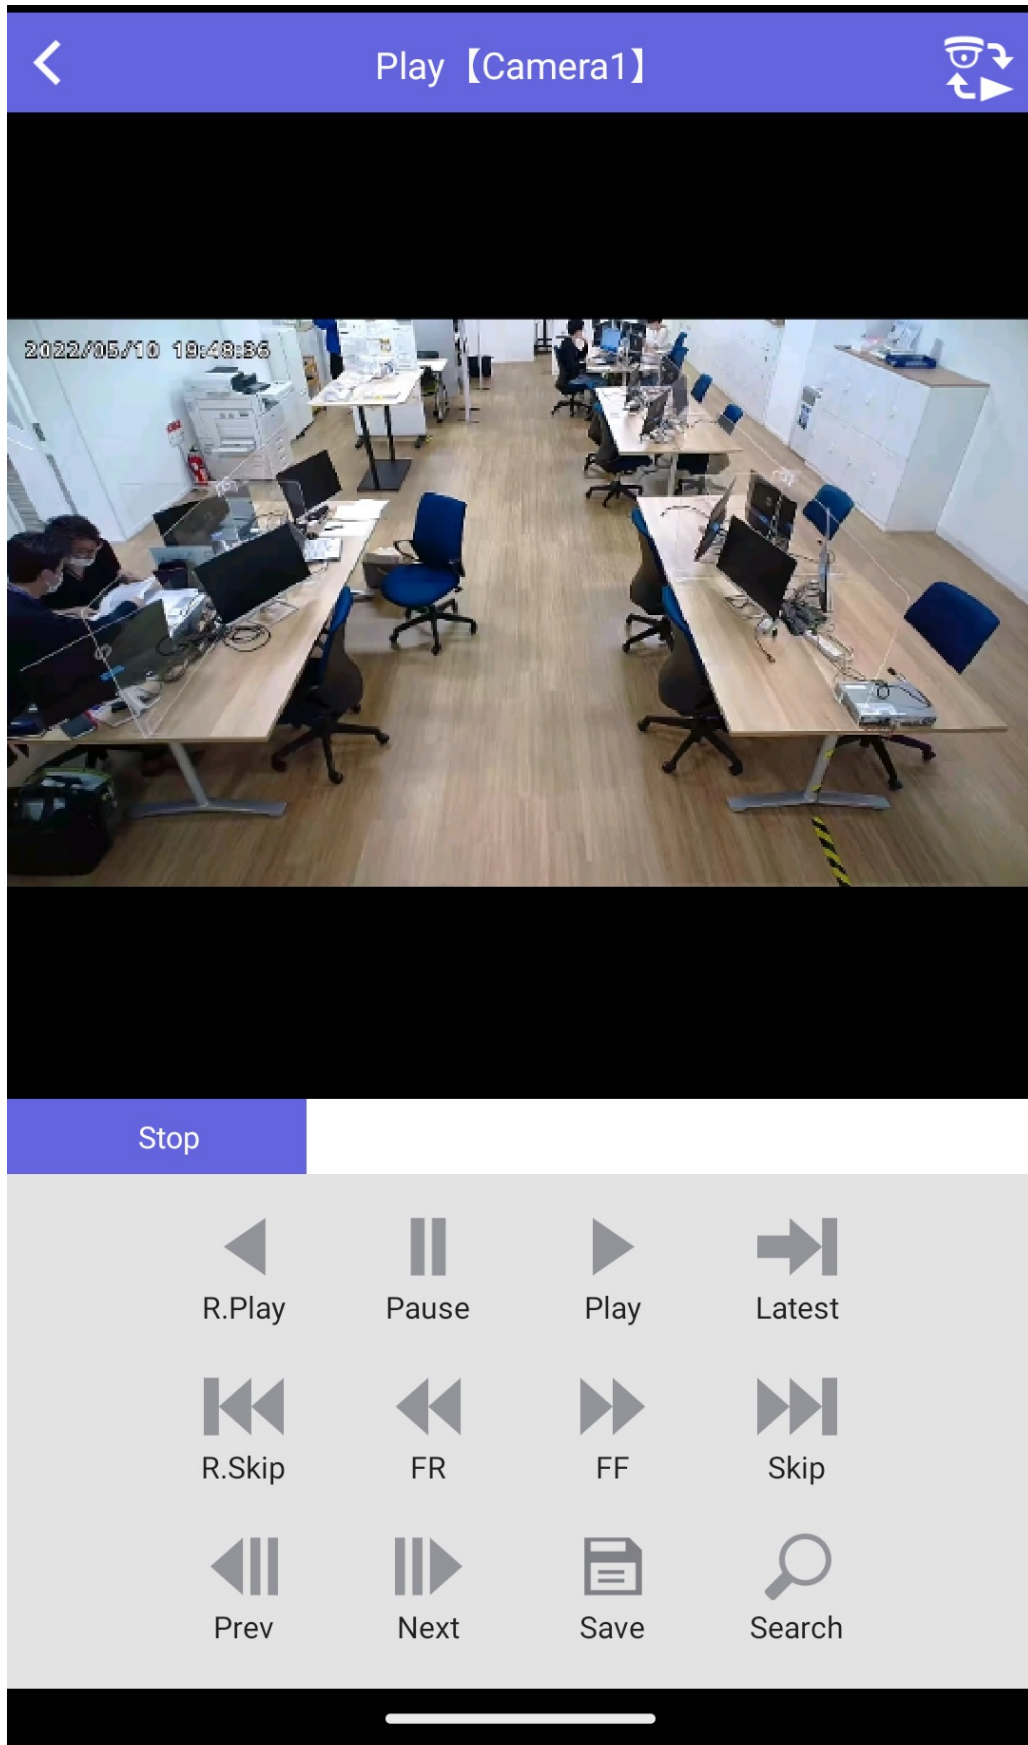 Play【Camera1】
2022/05/10 19:48:36
Stop
R.Play Pause Play Latest
R.Skip FR FF Skip
Prev Next Save Search